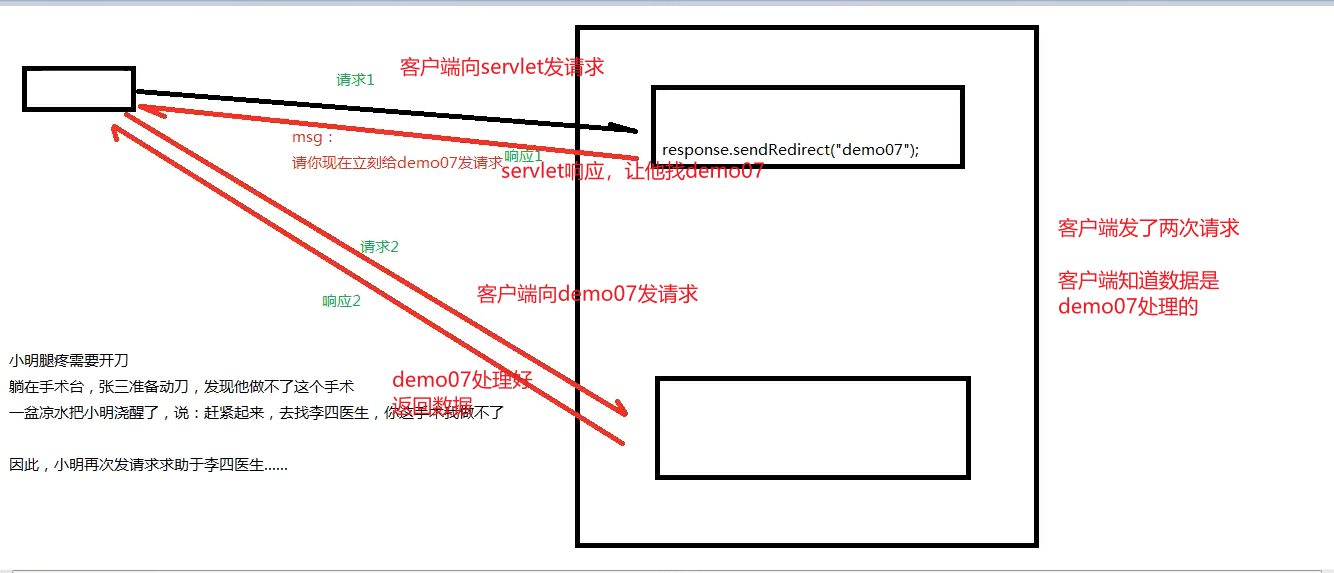 客户端向servlet发请求
请求1
msg：
请你现在立刻给demo07发请求
响应1
response.sendRedirect("demo07");
servlet响应，让他找demo07
客户端发了两次请求
请求2
客户端知道数据是
demo07处理的
客户端向demo07发请求
响应2
小明腿疼需要开刀
躺在手术台，张三准备动刀，发现他做不了这个手术
demo07处理好
返回数据
一盆凉水把小明浇醒了，说：赶紧起来，去找李四医生，你这手术我做不了
因此，小明再次发请求求助于李四医生......